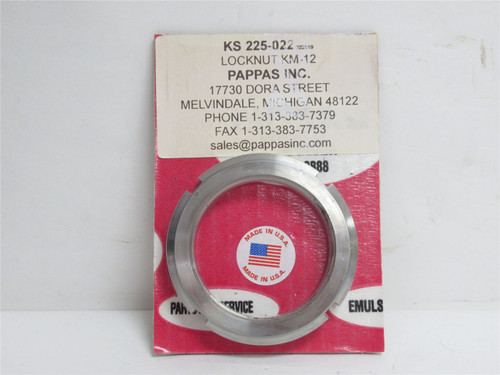 KS 225-022
LOCKNUT KM-12
PAPPAS INC.
17730 DORA STREET
MELVINDALE, MICHIGAN 48122
PHONE 1-313-383-7379
FAX 1-313-383-7753
sales@pappasinc.com
MADE IN U.S.A.
MADE IN U.S.A.
EMULS